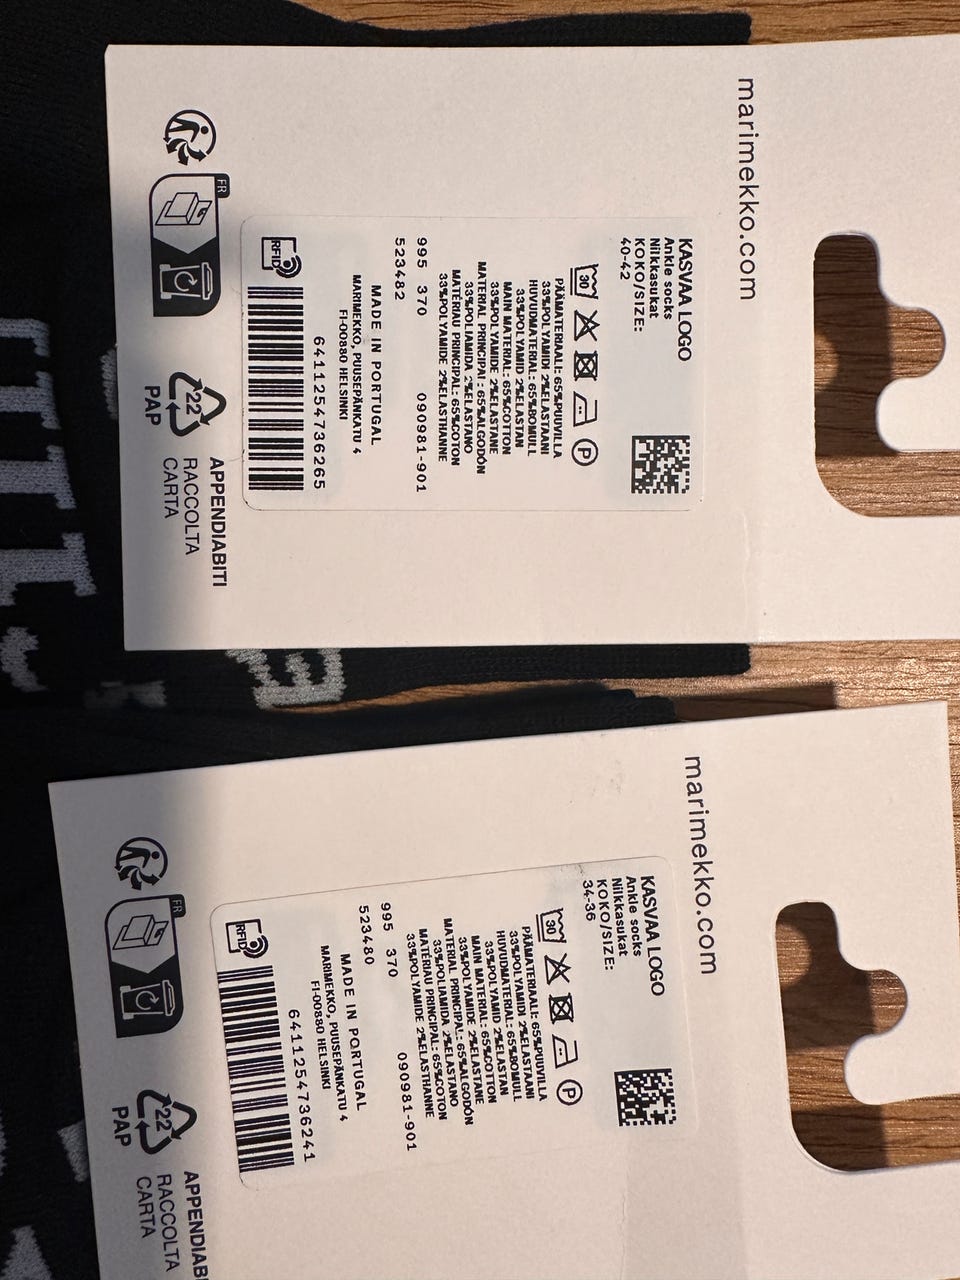 marimekko.com
KASVAA LOGO
Ankle socks
Nilkkasukat
KOKO/SIZE:
40-42
30
P
PÄÄMATERIAALI: 65%PUUVILLA
33%POLYAMIDI 2%ELASTAANI
HUVUDMATERIAL: 65%BOMULL
33%POLYAMID 2%ELASTAN
MAIN MATERIAL: 65%COTTON
33%POLYAMIDE 2%ELASTANE
MATERIAL PRINCIPAL: 65%ALGODÓN
33%POLIAMIDA 2%ELASTANO
MATÉRIAU PRINCIPAL: 65%COTON
33%POLYAMIDE 2%ELASTHANNE
995 370 090981-901
523482
MADE IN PORTUGAL
MARIMEKKO, PUUSEPÄNKATU 4
FI-00880 HELSINKI
6411254736265
RFID
FR
22
PAP
APPENDIABITI
RACCOLTA
CARTA
marimekko.com
KASVAA LOGO
Ankle socks
Nilkkasukat
KOKO/SIZE:
34-36
30
P
PÄÄMATERIAALI: 65%PUUVILLA
33%POLYAMIDI 2%ELASTAANI
HUVUDMATERIAL: 65%BOMULL
33%POLYAMID 2%ELASTAN
MAIN MATERIAL: 65%COTTON
33%POLYAMIDE 2%ELASTANE
MATERIAL PRINCIPAL: 65%ALGODÓN
33%POLIAMIDA 2%ELASTANO
MATÉRIAU PRINCIPAL: 65%COTON
33%POLYAMIDE 2%ELASTHANNE
995 370 090981-901
523480
MADE IN PORTUGAL
MARIMEKKO, PUUSEPÄNKATU 4
FI-00880 HELSINKI
6411254736241
RFID
FR
22
PAP
APPENDIAB
RACCOLTA
CARTA